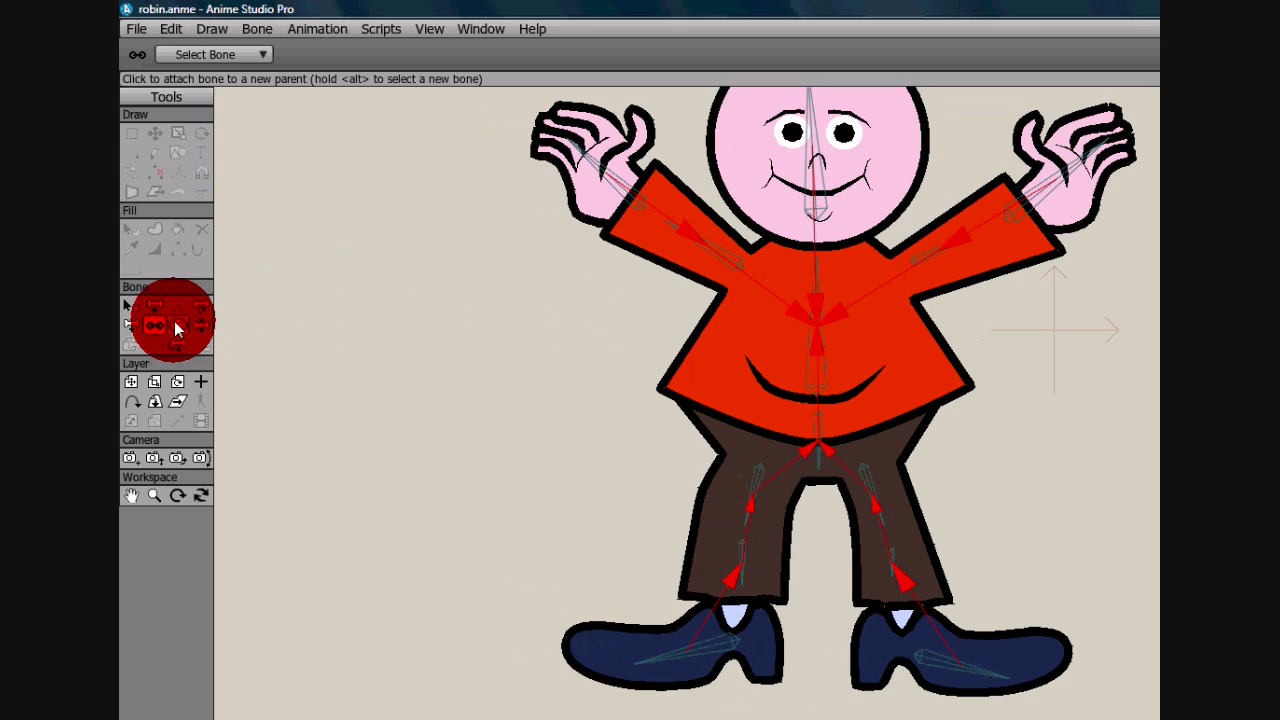 robin.anme - Anime Studio Pro
File Edit Draw Bone Animation Scripts View Window Help
Select Bone
Click to attach bone to a new parent (hold <alt> to select a new bone)
Tools
Draw
Fill
Bone
Layer
Camera
Workspace